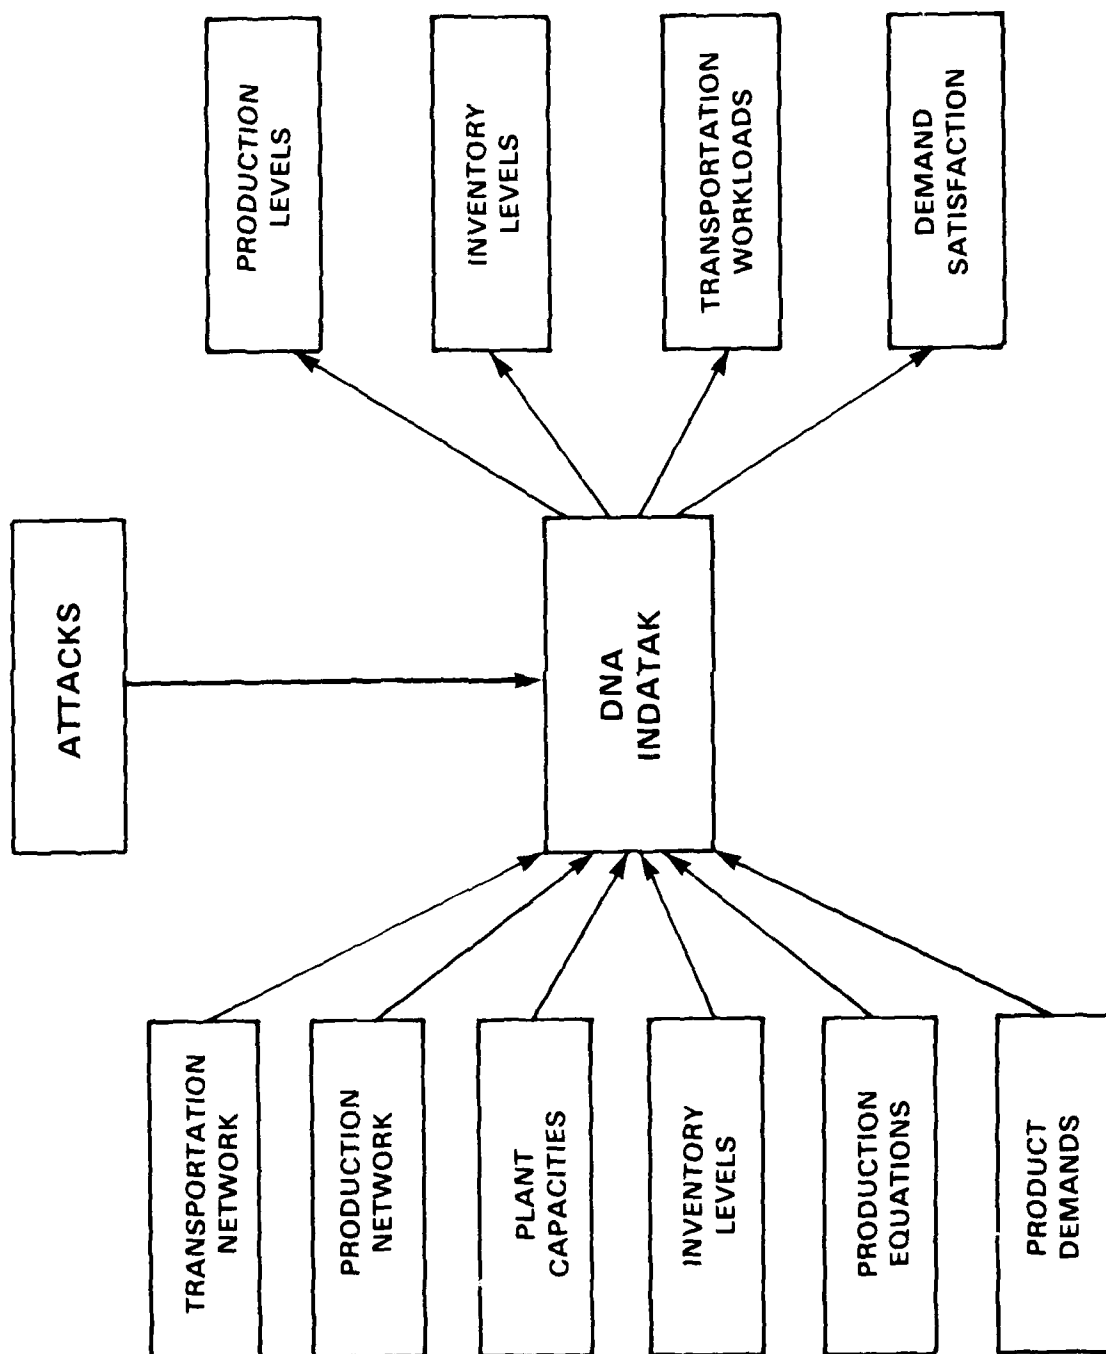 ATTACKS
TRANSPORTATION
NETWORK
PRODUCTION
NETWORK
PLANT
CAPACITIES
INVENTORY
LEVELS
PRODUCTION
EQUATIONS
PRODUCT
DEMANDS
DNA
INDATAK
PRODUCTION
LEVELS
INVENTORY
LEVELS
TRANSPORTATION
WORKLOADS
DEMAND
SATISFACTION